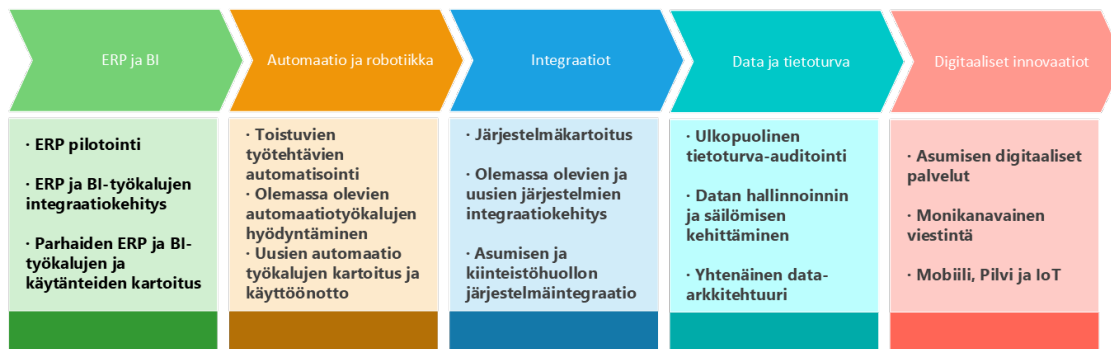 ERP ja BI
Automaatio ja robotiikka
Integraatiot
Data ja tietoturva
Digitaaliset innovaatiot
· ERP pilotointi
· ERP ja BI-työkalujen
integraatiokehitys
· Parhaiden ERP ja BI-
työkalujen ja
käytänteiden kartoitus
· Toistuvien
työtehtävien
automatisointi
· Olemassa olevien
automaatiotyökalujen
hyödyntäminen
· Uusien automaatio
työkalujen kartoitus ja
käyttöönotto
· Järjestelmäkartoitus
· Olemassa olevien ja
uusien järjestelmien
integraatiokehitys
· Asumisen ja
kiinteistöhuollon
järjestelmäintegraatio
· Ulkopuolinen
tietoturva-auditointi
· Datan hallinnoinnin
ja säilömisen
kehittäminen
· Yhtenäinen data-
arkkitehtuuri
· Asumisen digitaaliset
palvelut
· Monikanavainen
viestintä
· Mobiili, Pilvi ja IoT